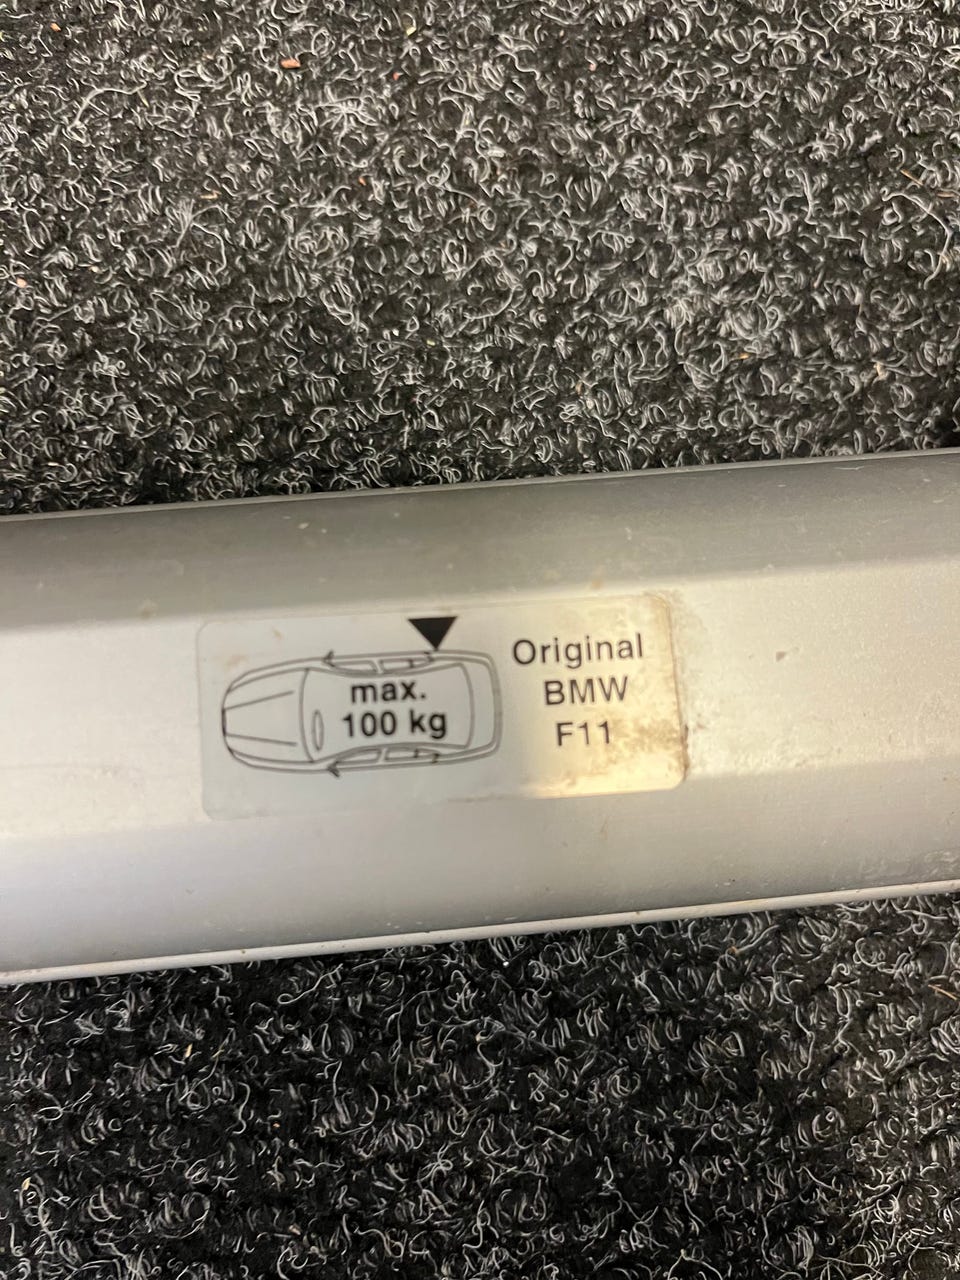 max.
100 kg
Original
BMW
F11